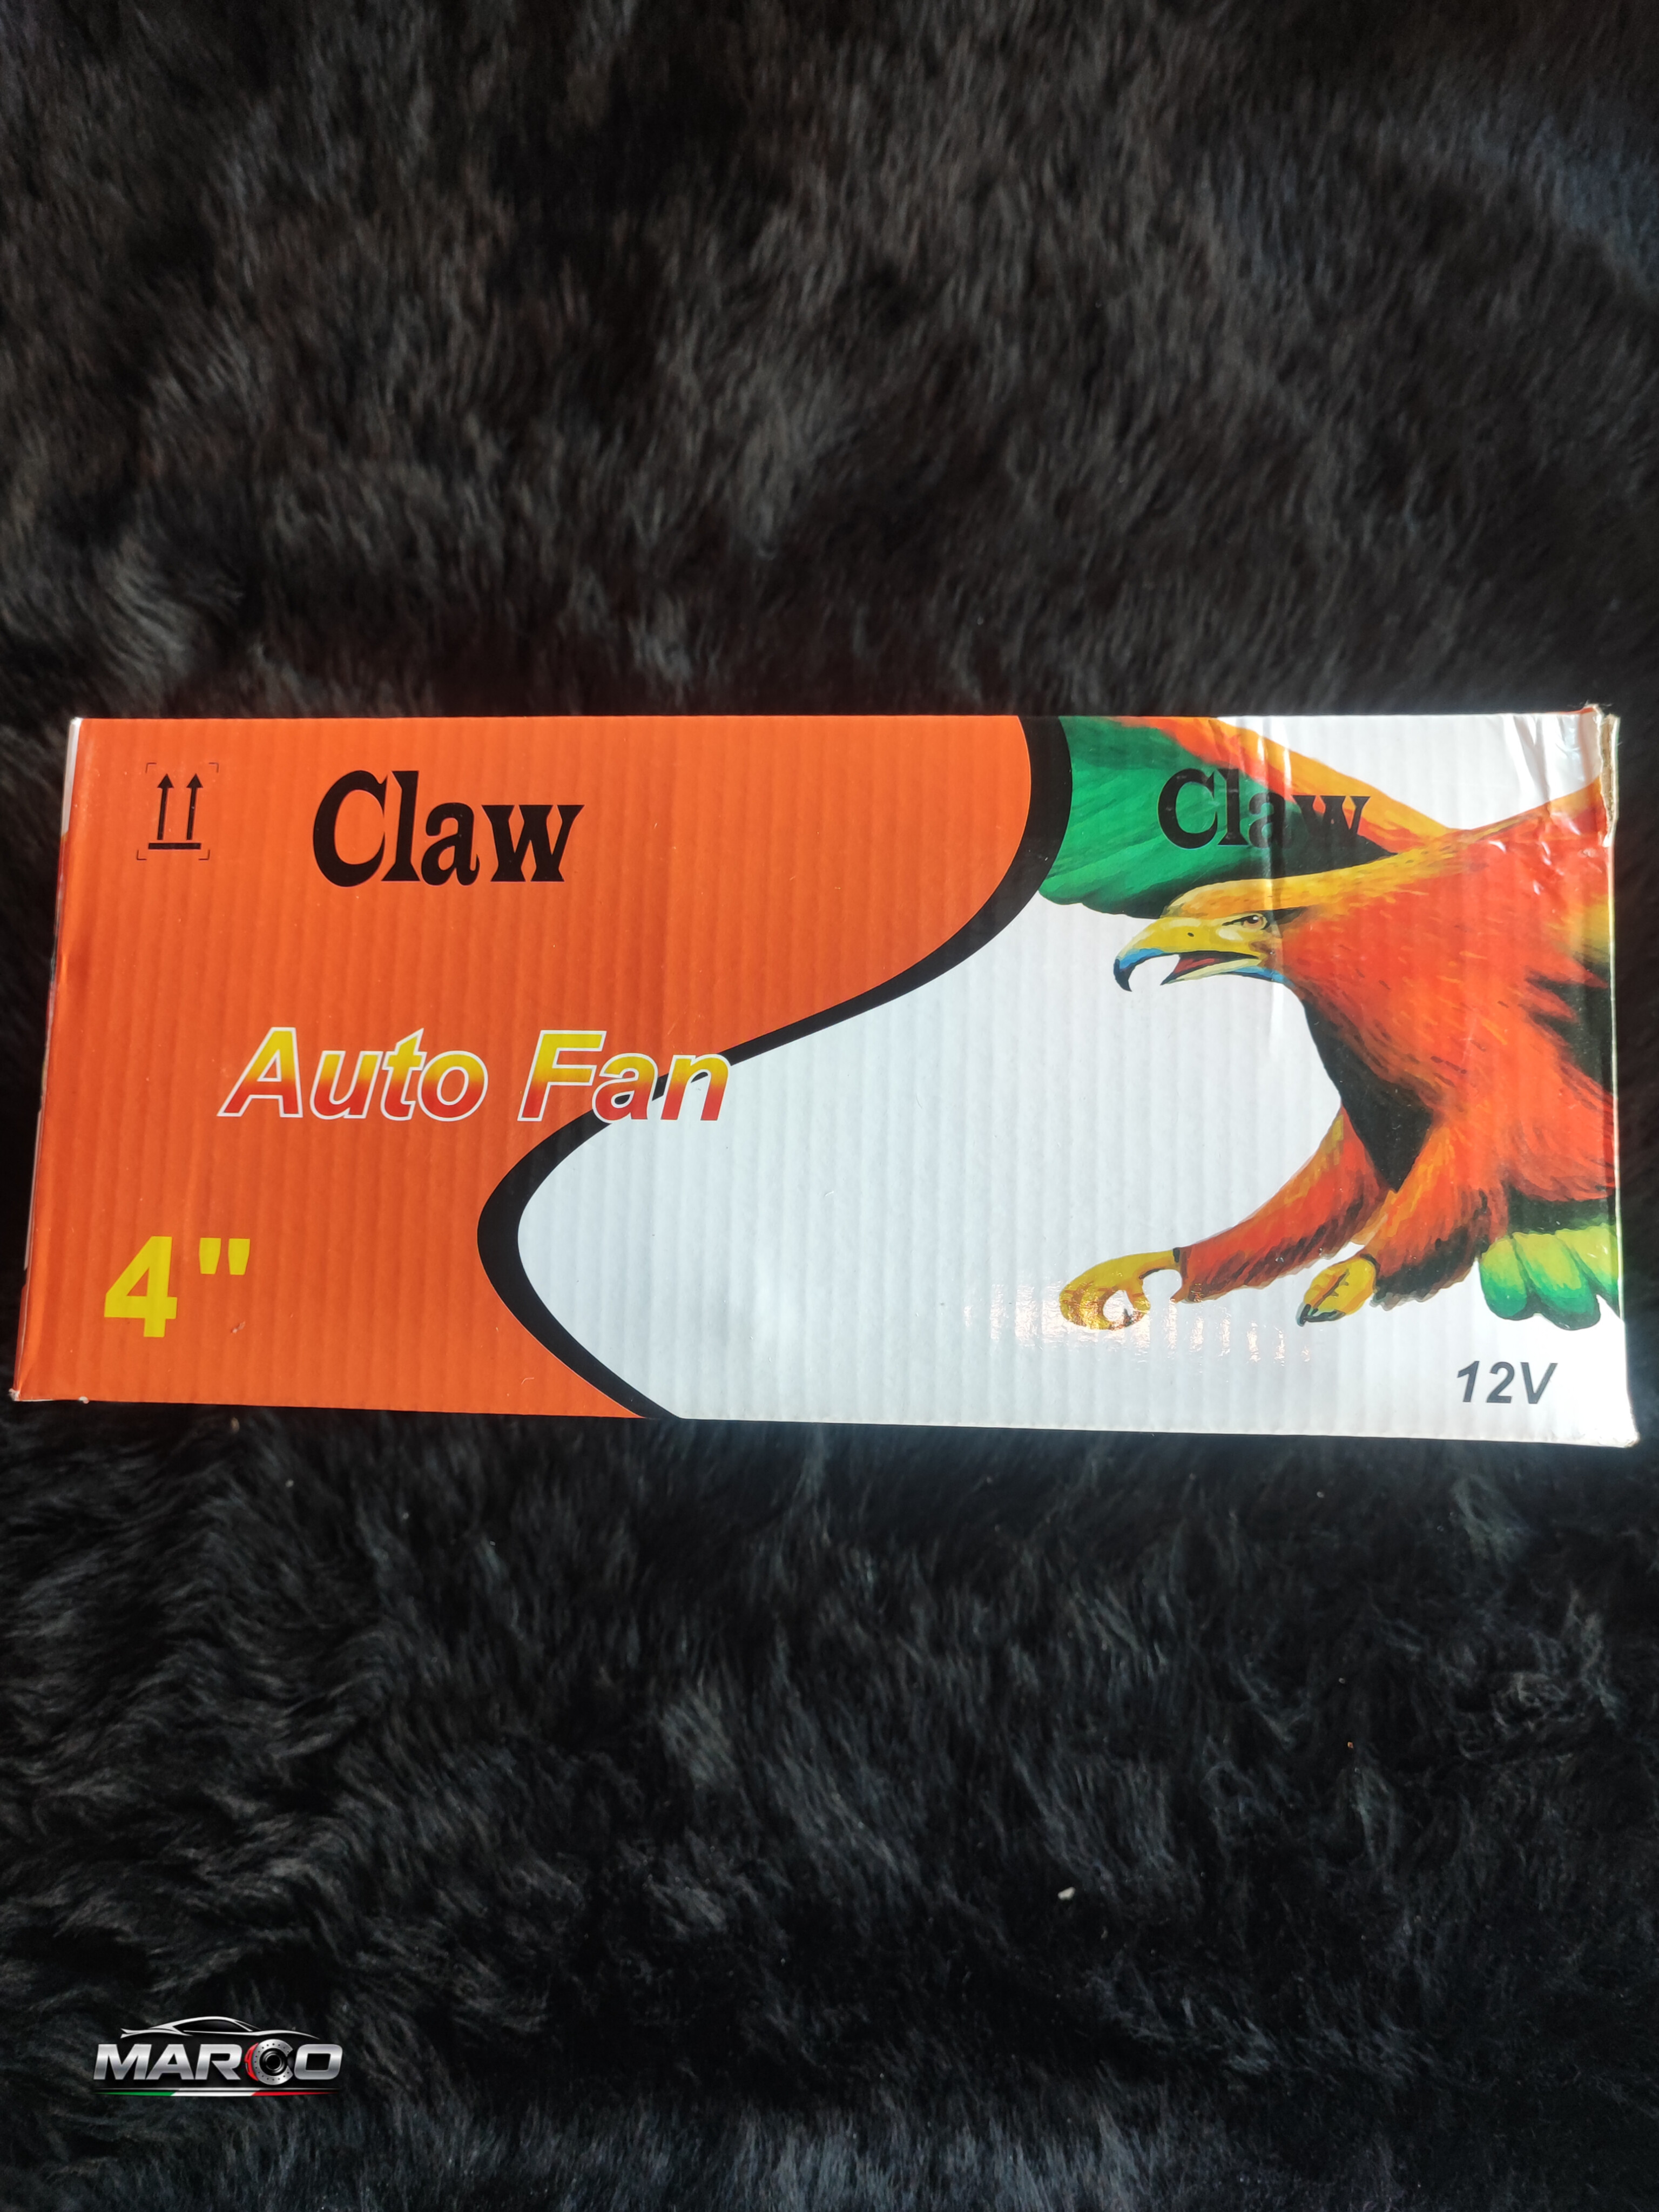 Claw
Claw
Auto Fan
4"
12V
MARCO